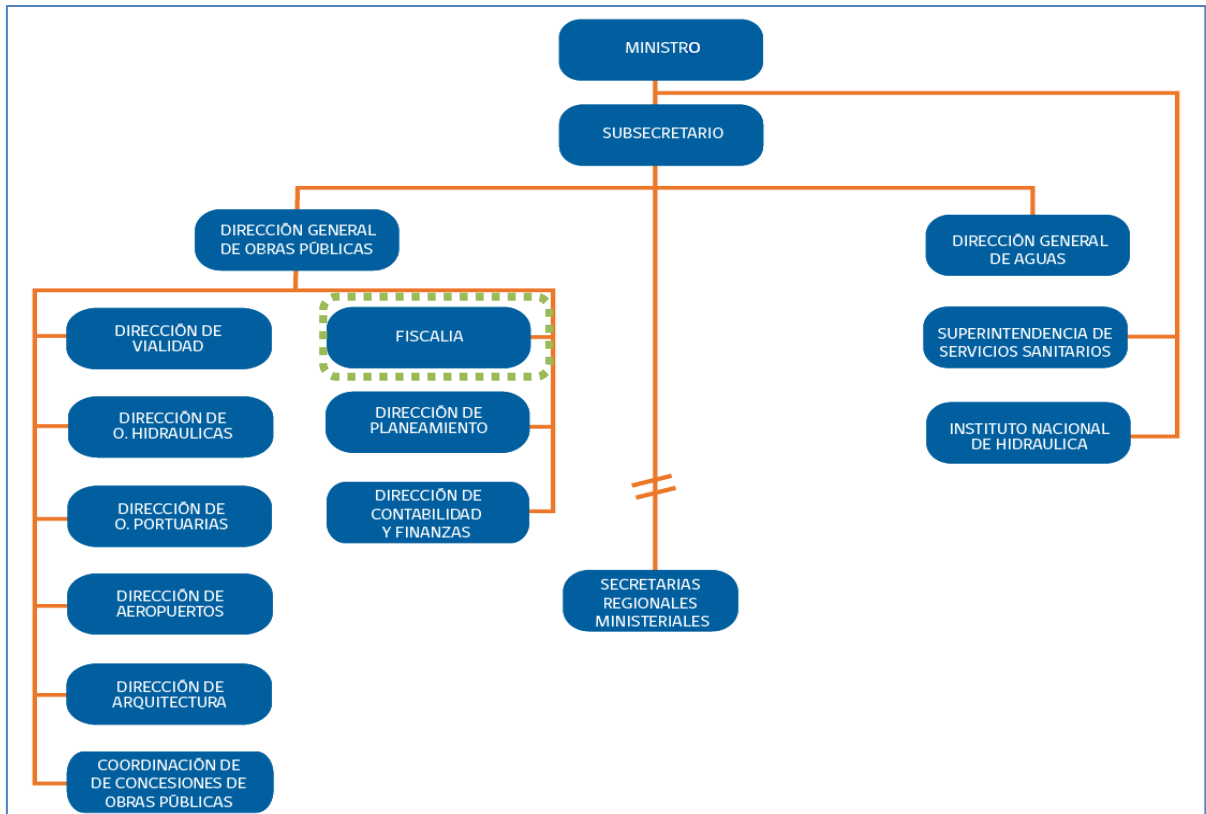 MINISTRO
SUBSECRETARIO
DIRECCIÓN GENERAL
DE OBRAS PÚBLICAS
DIRECCIÓN GENERAL
DE AGUAS
DIRECCIÓN DE
VIALIDAD
FISCALIA
SUPERINTENDENCIA DE
SERVICIOS SANITARIOS
DIRECCIÓN DE
O. HIDRAULICAS
DIRECCIÓN DE
PLANEAMIENTO
INSTITUTO NACIONAL
DE HIDRAULICA
DIRECCIÓN DE
O. PORTUARIAS
DIRECCIÓN DE
CONTABILIDAD
Y FINANZAS
DIRECCIÓN DE
AEROPUERTOS
SECRETARIAS
REGIONALES
MINISTERIALES
DIRECCIÓN DE
ARQUITECTURA
COORDINACIÓN DE
DE CONCESIONES DE
OBRAS PÚBLICAS